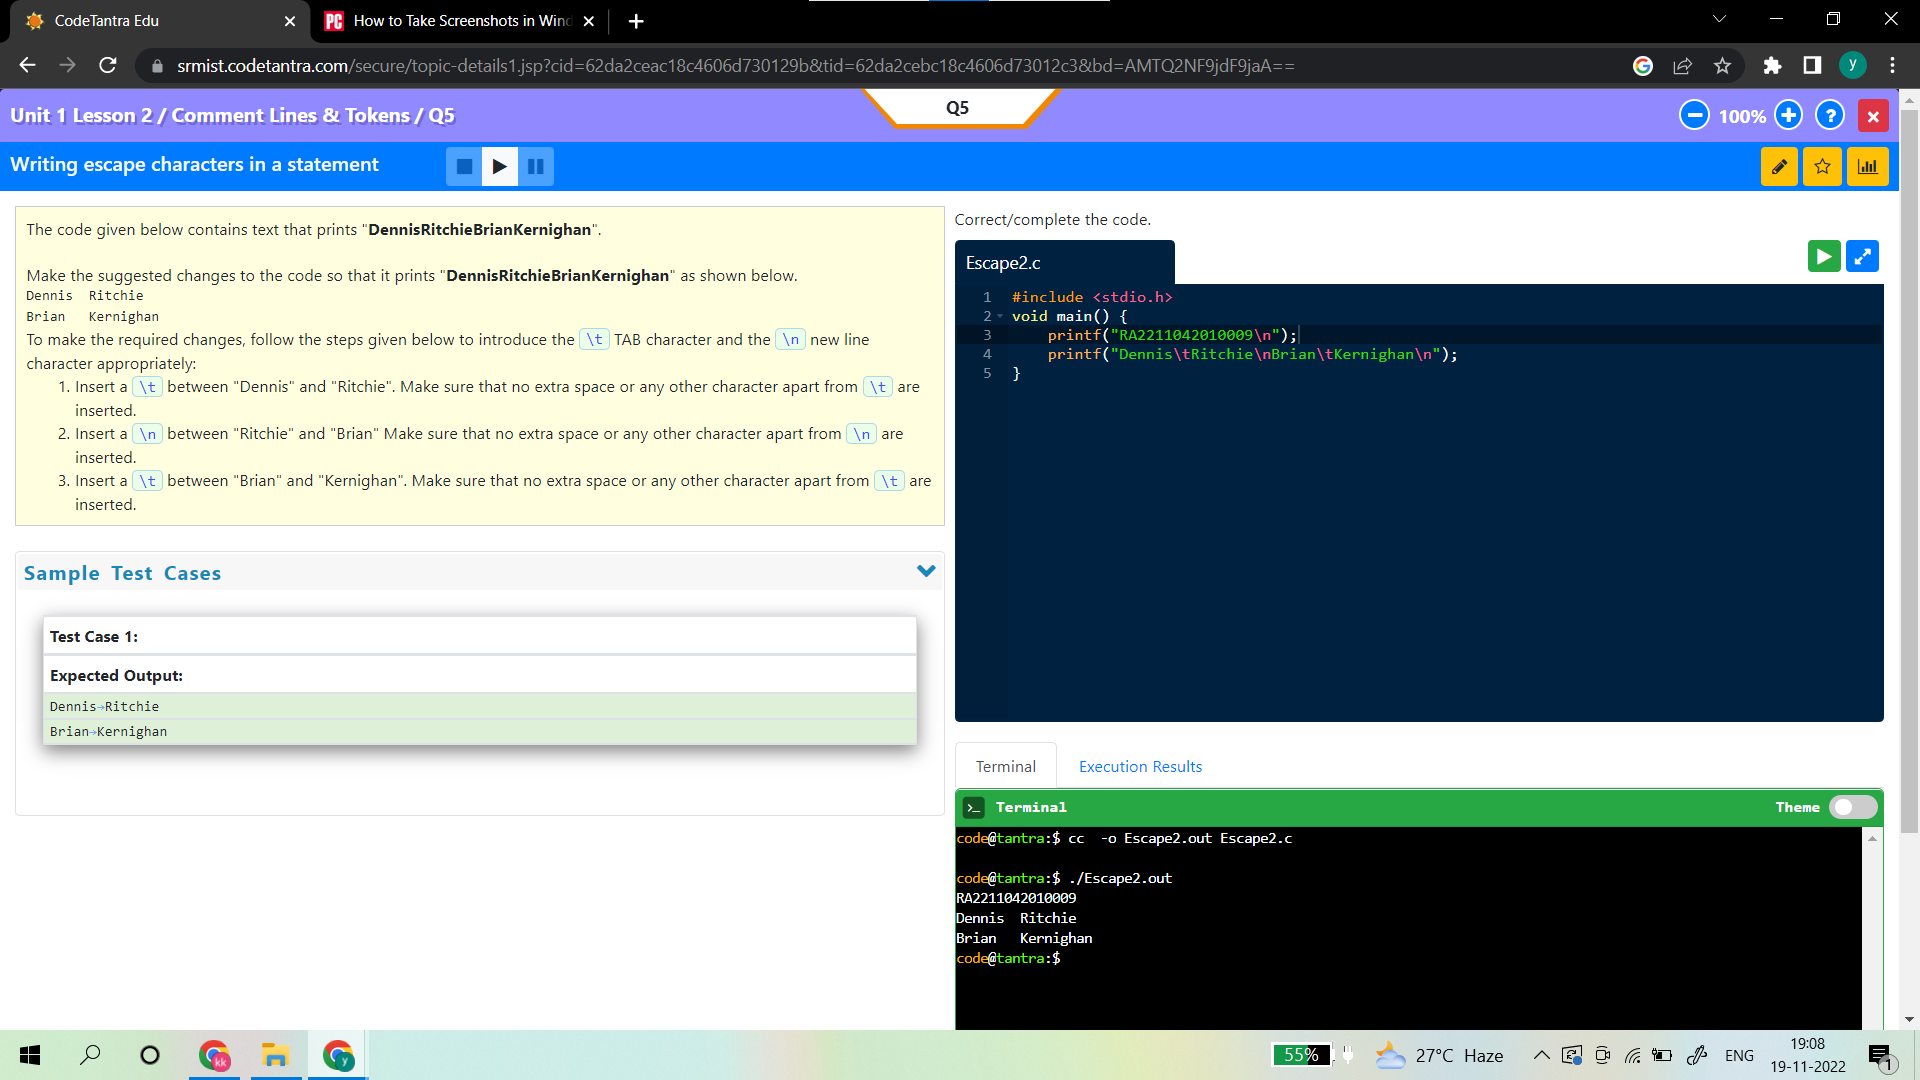 CodeTantra Edu
How to Take Screenshots in Wind
srmist.codetantra.com/secure/topic-details1.jsp?cid=62da2ceac18c4606d730129b&tid=62da2cebc18c4606d73012c3&bd=AMTQ2NF9jdF9jaA==
y
Unit 1 Lesson 2 / Comment Lines & Tokens / Q5
Q5
100%
?
Writing escape characters in a statement
The code given below contains text that prints "DennisRitchieBrianKernighan".
Make the suggested changes to the code so that it prints "DennisRitchieBrianKernighan" as shown below.
Dennis  Ritchie
Brian   Kernighan
To make the required changes, follow the steps given below to introduce the \t TAB character and the \n new line
character appropriately:
1. Insert a \t between "Dennis" and "Ritchie". Make sure that no extra space or any other character apart from \t are
inserted.
2. Insert a \n between "Ritchie" and "Brian" Make sure that no extra space or any other character apart from \n are
inserted.
3. Insert a \t between "Brian" and "Kernighan". Make sure that no extra space or any other character apart from \t are
inserted.
Sample Test Cases
Test Case 1:
Expected Output:
Dennis→Ritchie
Brian→Kernighan
Correct/complete the code.
Escape2.c
1 #include <stdio.h>
2 void main() {
3     printf("RA2211042010009\n");
4     printf("Dennis\tRitchie\nBrian\tKernighan\n");
5 }
Terminal
Execution Results
Terminal
Theme
code@tantra:$ cc  -o Escape2.out Escape2.c
code@tantra:$ ./Escape2.out
RA2211042010009
Dennis  Ritchie
Brian   Kernighan
code@tantra:$
kk
y
55%
27°C Haze
ENG
19:08
19-11-2022
1